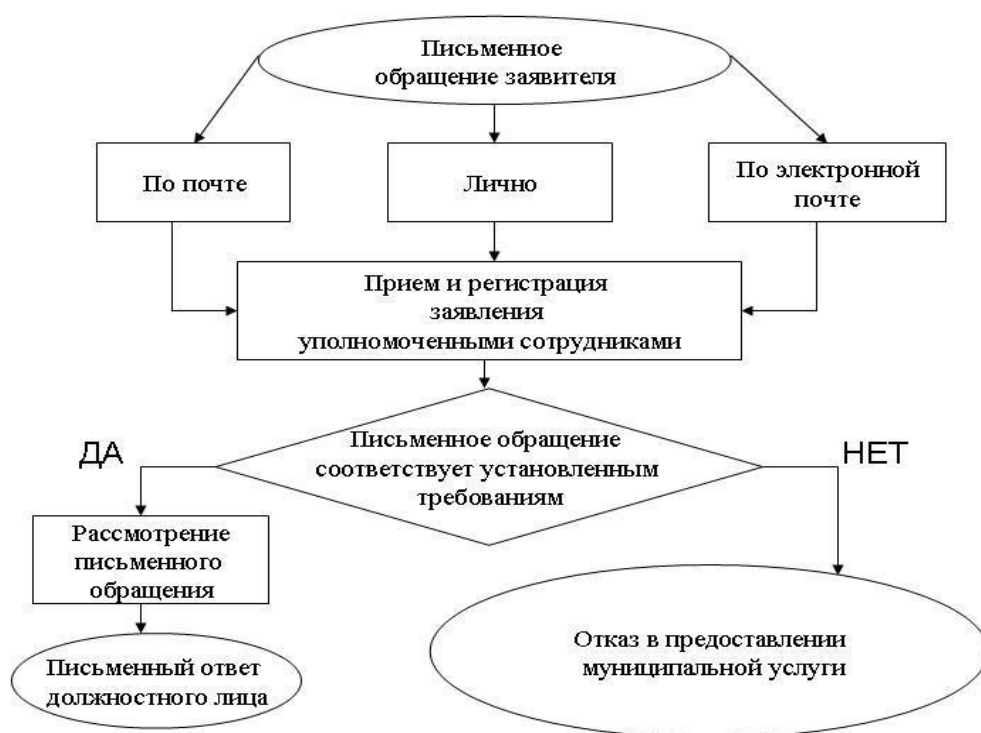 Письменное
обращение заявителя
По почте
Лично
По электронной
почте
Прием и регистрация
заявления
уполномоченными сотрудниками
Письменное обращение
соответствует установленным
требованиям
ДА
НЕТ
Рассмотрение
письменного
обращения
Письменный ответ
должностного лица
Отказ в предоставлении
муниципальной услуги